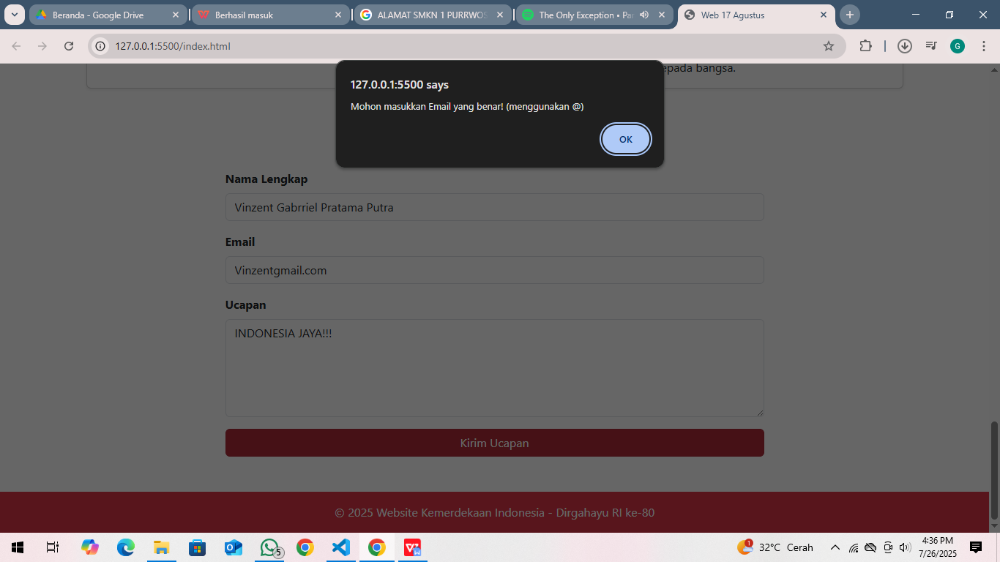 Beranda - Google Drive
Berhasil masuk
ALAMAT SMKN 1 PURRWOS
The Only Exception • Par
Web 17 Agustus
127.0.0.1:5500/index.html
G
epada bangsa.
127.0.0.1:5500 says
Mohon masukkan Email yang benar! (menggunakan @)
OK
Nama Lengkap
Vinzent Gabrriel Pratama Putra
Email
Vinzentgmail.com
Ucapan
INDONESIA JAYA!!!
Kirim Ucapan
© 2025 Website Kemerdekaan Indonesia - Dirgahayu RI ke-80
5
1
32°C Cerah
4:36 PM
7/26/2025